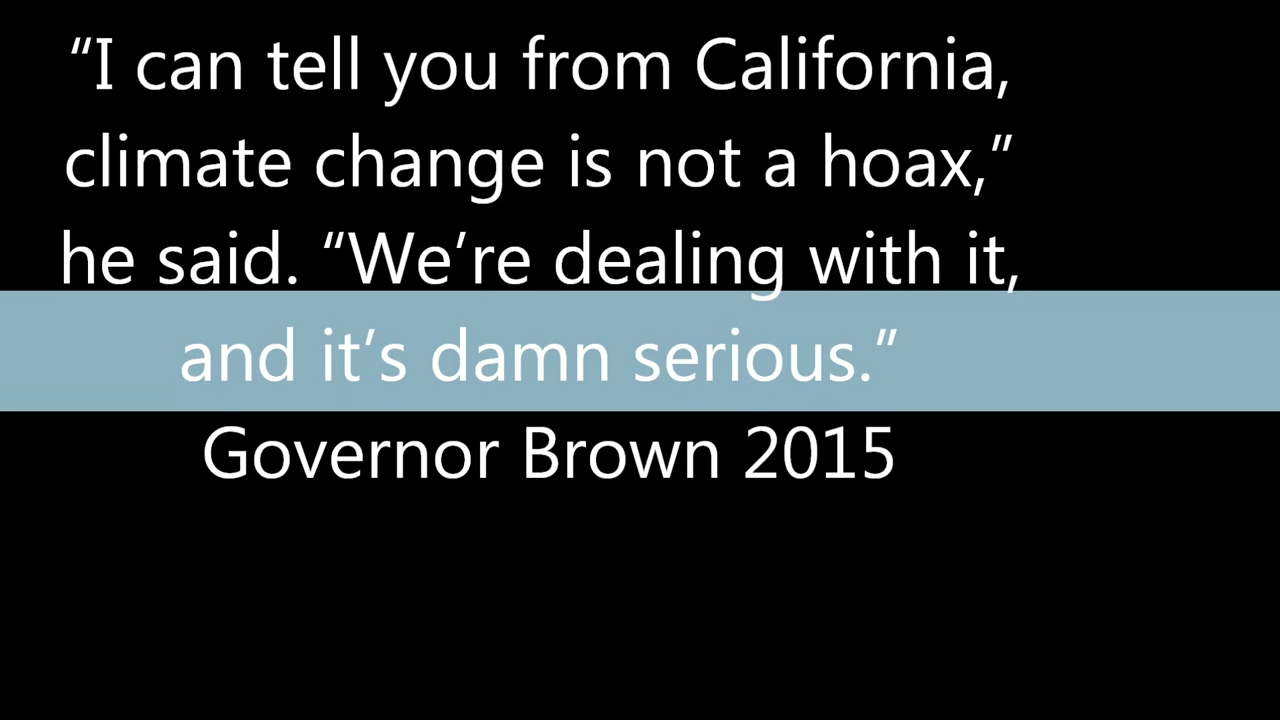 “I can tell you from California,
climate change is not a hoax,”
he said. “We’re dealing with it,
and it’s damn serious.”
Governor Brown 2015